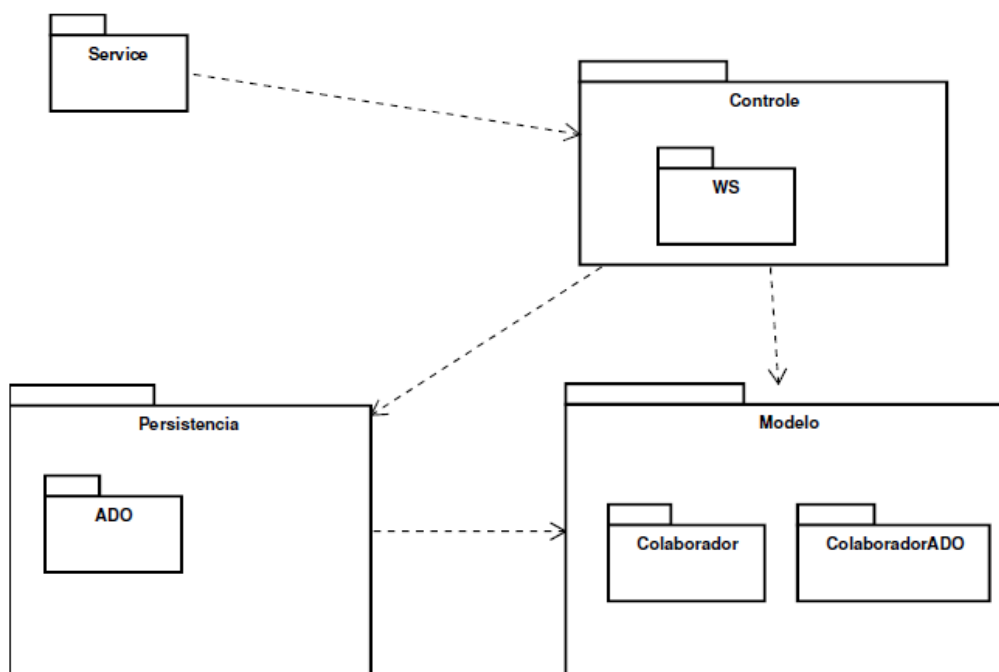 Service
Controle
WS
Persistencia
Modelo
ADO
Colaborador
ColaboradorADO